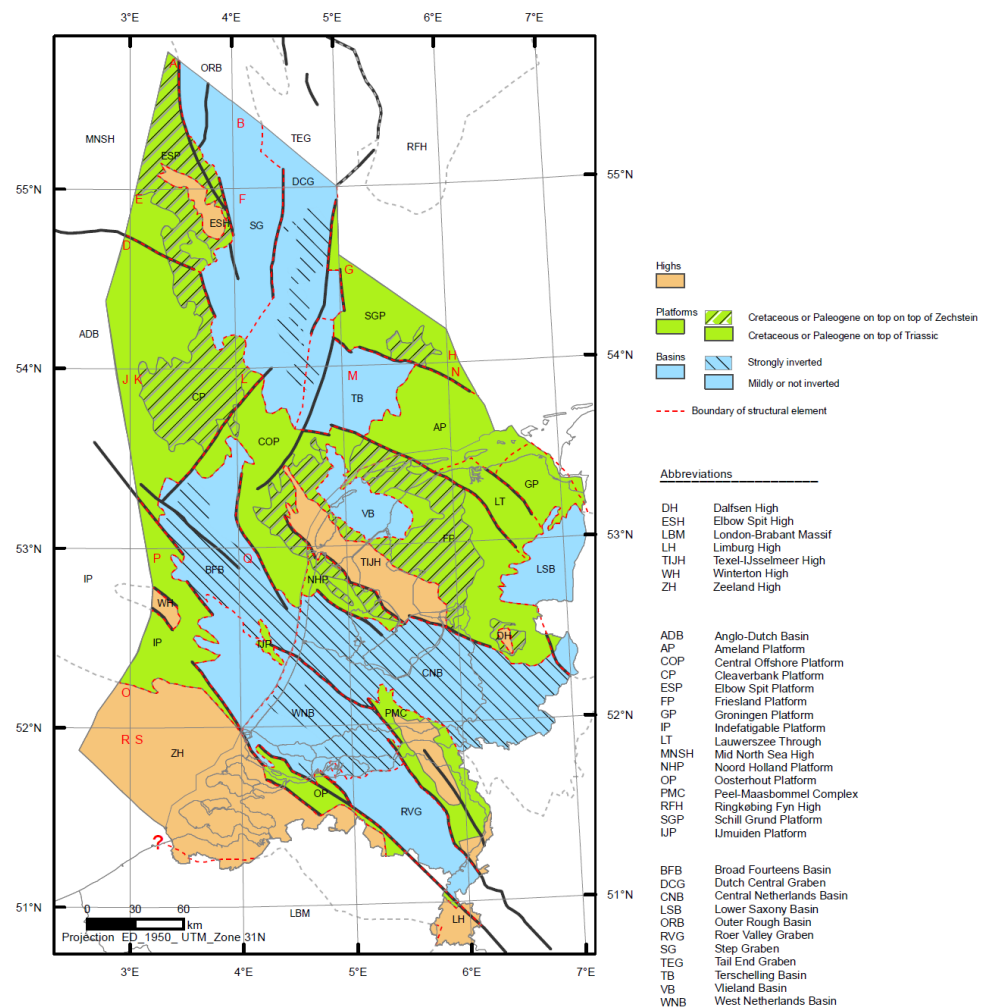 3°E 4°E 5°E 6°E 7°E
A ORB
B
MNSH TEG RFH
ESP
55°N DCG 55°N
E F
ESH SG
D
G
SGP
ADB
H
54°N 54°N
J K L M N
CP TB
COP AP
GP
LT
VB
53°N FP 53°N
P Q TIJH LSB
IP BFB
NHP
WH
IP IJP DH
CNB
O
WNB PMC
52°N 52°N
R S
ZH
OP RVG
?
51°N 51°N
LBM LH
0 30 60
km
Projection ED_1950_ UTM_Zone 31N
3°E 4°E 5°E 6°E 7°E
Highs
Platforms
Cretaceous or Paleogene on top on top of Zechstein
Cretaceous or Paleogene on top of Triassic
Basins
Strongly inverted
Mildly or not inverted
Boundary of structural element
Abbreviations
DH Dalfsen High
ESH Elbow Spit High
LBM London-Brabant Massif
LH Limburg High
TIJH Texel-IJsselmeer High
WH Winterton High
ZH Zeeland High
ADB Anglo-Dutch Basin
AP Ameland Platform
COP Central Offshore Platform
CP Cleaverbank Platform
ESP Elbow Spit Platform
FP Friesland Platform
GP Groningen Platform
IP Indefatigable Platform
LT Lauwerszee Through
MNSH Mid North Sea High
NHP Noord Holland Platform
OP Oosterhout Platform
PMC Peel-Maasbommel Complex
RFH Ringkøbing Fyn High
SGP Schill Grund Platform
IJP IJmuiden Platform
BFB Broad Fourteens Basin
DCG Dutch Central Graben
CNB Central Netherlands Basin
LSB Lower Saxony Basin
ORB Outer Rough Basin
RVG Roer Valley Graben
SG Step Graben
TEG Tail End Graben
TB Terschelling Basin
VB Vlieland Basin
WNB West Netherlands Basin